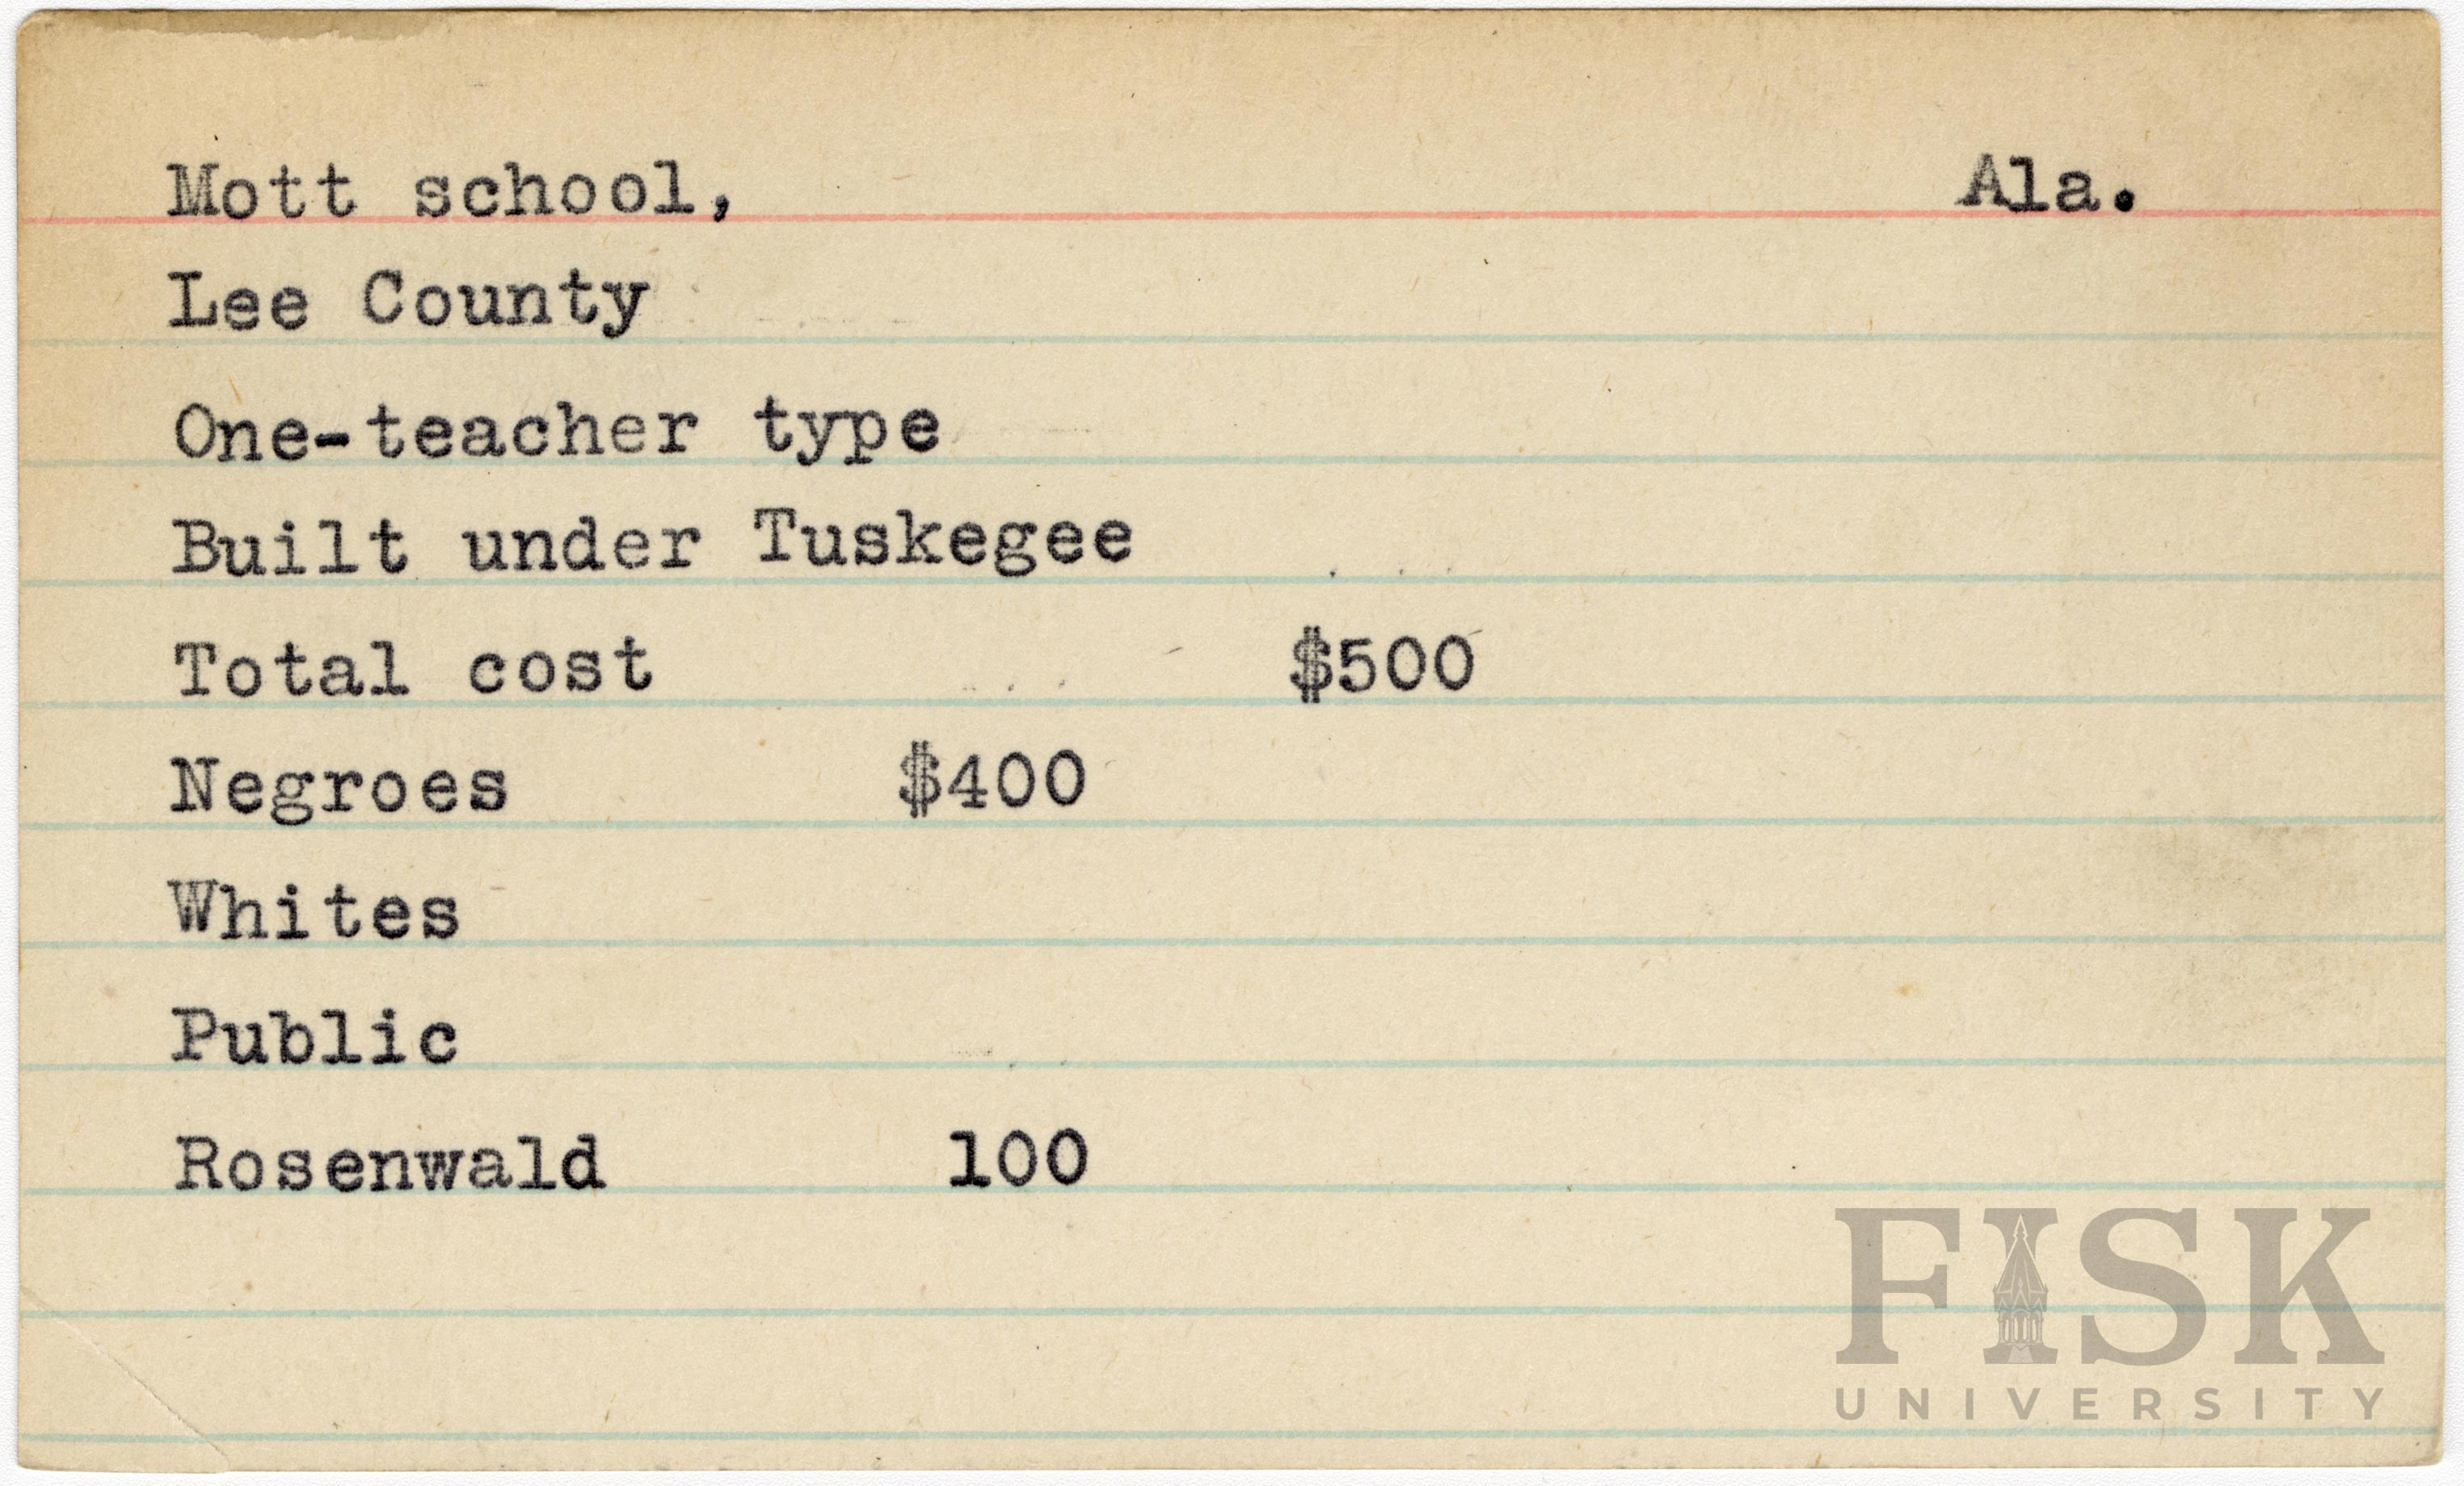 Mott school, Ala.
Lee County
One-teacher type
Built under Tuskegee
Total cost $500
Negroes $400
Whites
Public
Rosenwald 100
FISK
UNIVERSITY